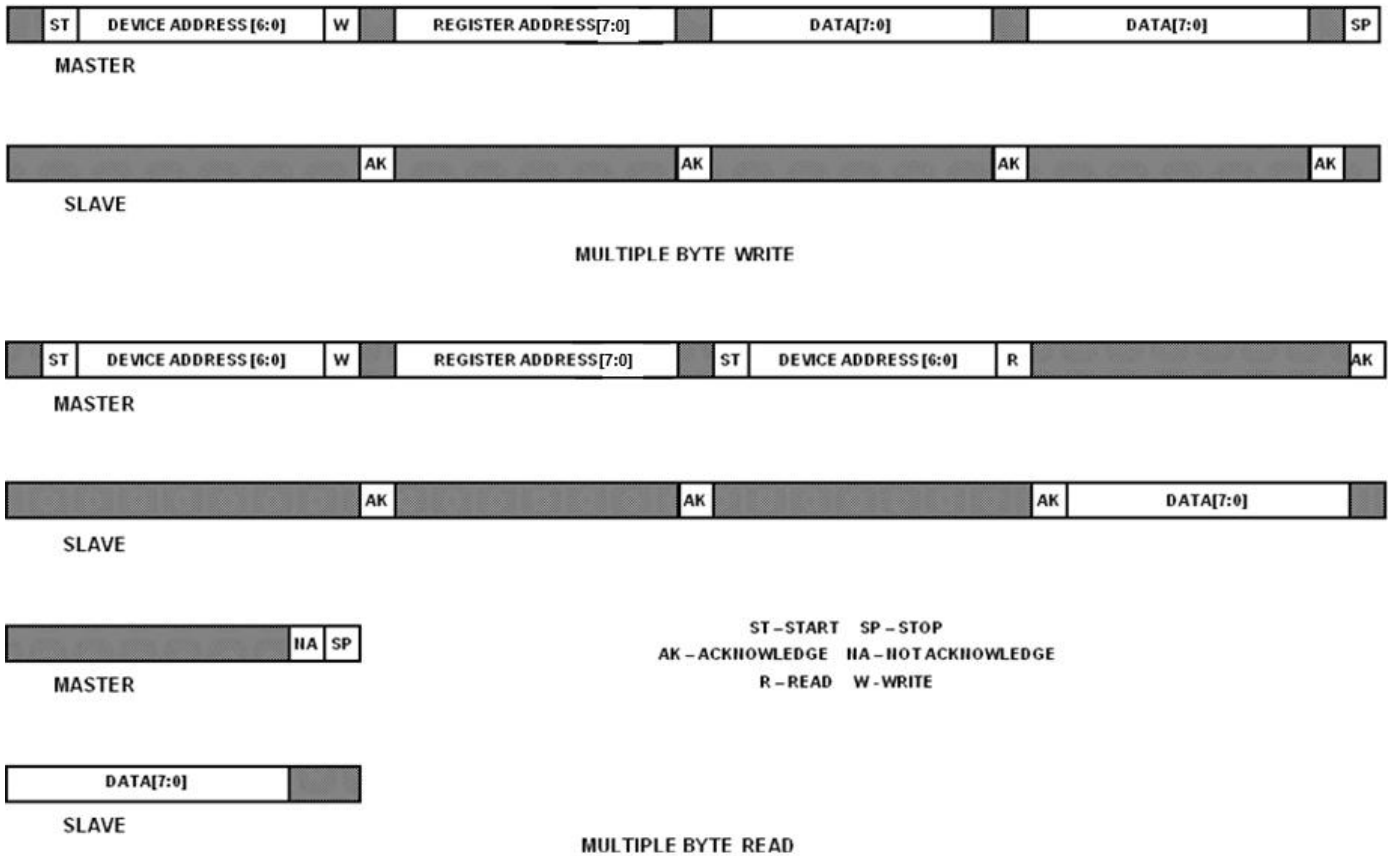 ST DEVICE ADDRESS [6:0] W REGISTER ADDRESS[7:0] DATA[7:0] DATA[7:0] SP
MASTER
AK AK AK AK
SLAVE
MULTIPLE BYTE WRITE
ST DEVICE ADDRESS [6:0] W REGISTER ADDRESS[7:0] ST DEVICE ADDRESS [6:0] R AK
MASTER
AK AK AK DATA[7:0]
SLAVE
NA SP
MASTER
ST – START SP – STOP
AK – ACKNOWLEDGE NA – NOT ACKNOWLEDGE
R – READ W - WRITE
DATA[7:0]
SLAVE
MULTIPLE BYTE READ